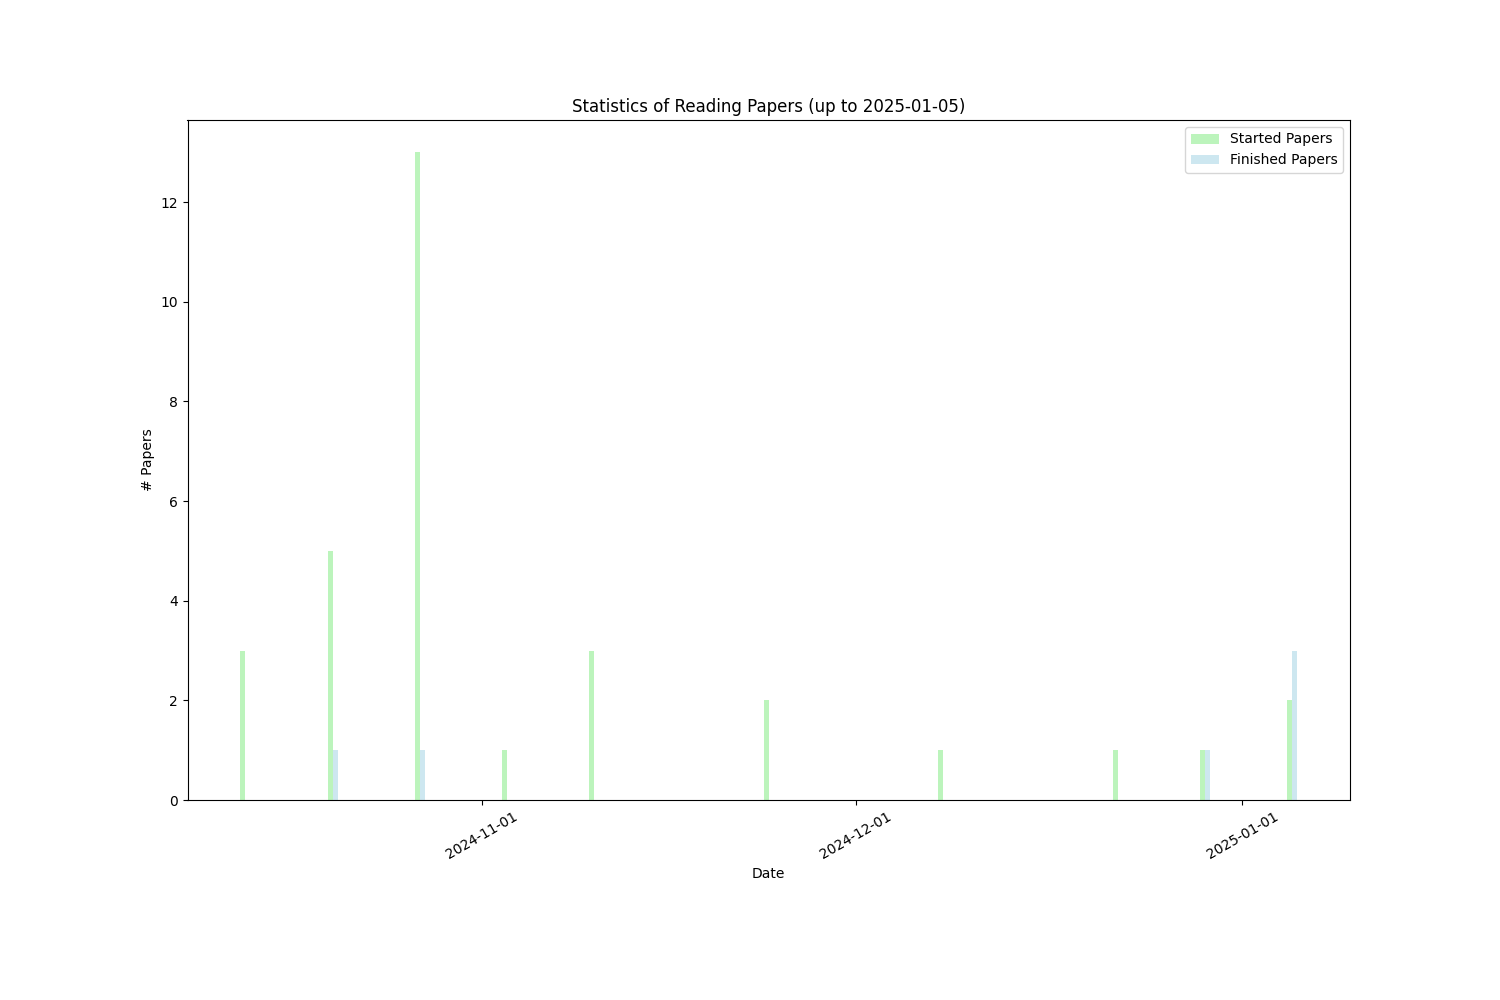 Statistics of Reading Papers (up to 2025-01-05)
Started Papers
Finished Papers
# Papers
12
10
8
6
4
2
0
2024-11-01
2024-12-01
2025-01-01
Date